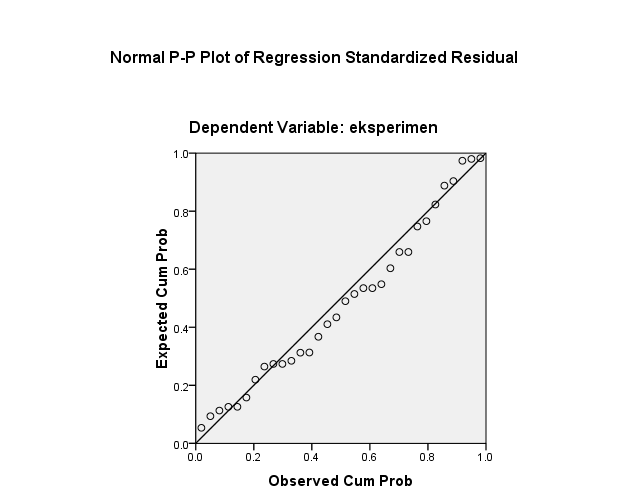 Normal P-P Plot of Regression Standardized Residual
Dependent Variable: eksperimen
Expected Cum Prob
1.0
0.8
0.6
0.4
0.2
0.0
0.0 0.2 0.4 0.6 0.8 1.0
Observed Cum Prob